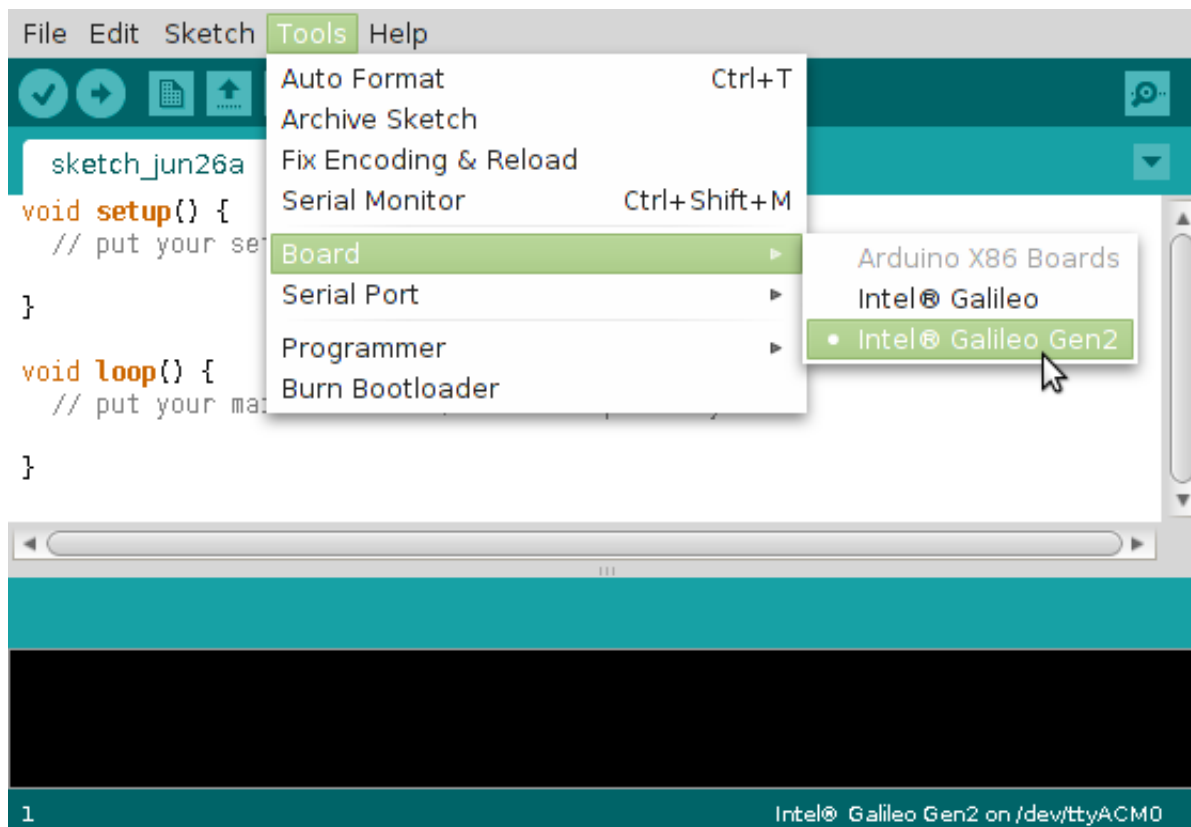 File Edit Sketch Tools Help
Auto Format Ctrl+T
Archive Sketch
sketch_jun26a
Fix Encoding & Reload
Serial Monitor Ctrl+Shift+M
void setup() {
// put your se
Board
Arduino X86 Boards
Serial Port
Intel® Galileo
}
Intel® Galileo Gen2
Programmer
void loop() {
Burn Bootloader
// put your ma
}
1 Intel® Galileo Gen2 on /dev/ttyACM0